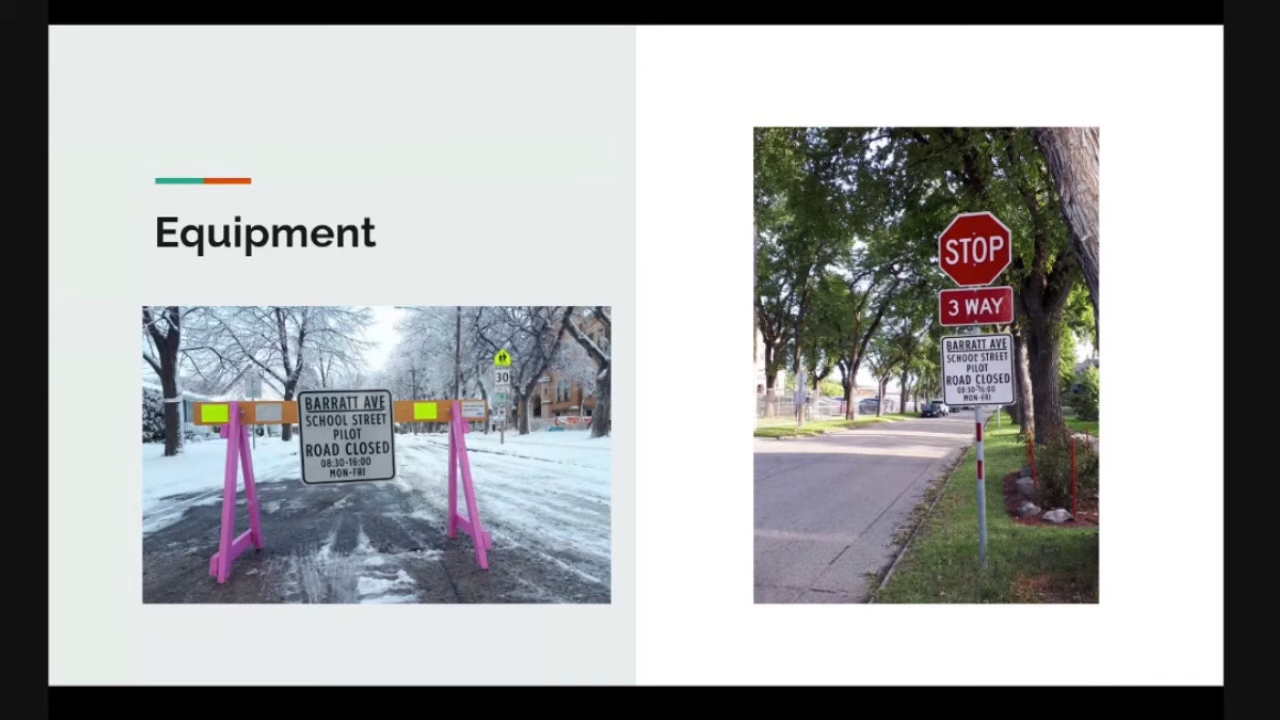 Equipment
30
BARRATT AVE
SCHOOL STREET
PILOT
ROAD CLOSED
08:30-16:00
MON-FRI
STOP
3 WAY
BARRATT AVE
SCHOOL STREET
PILOT
ROAD CLOSED
08:30-16:00
MON-FRI